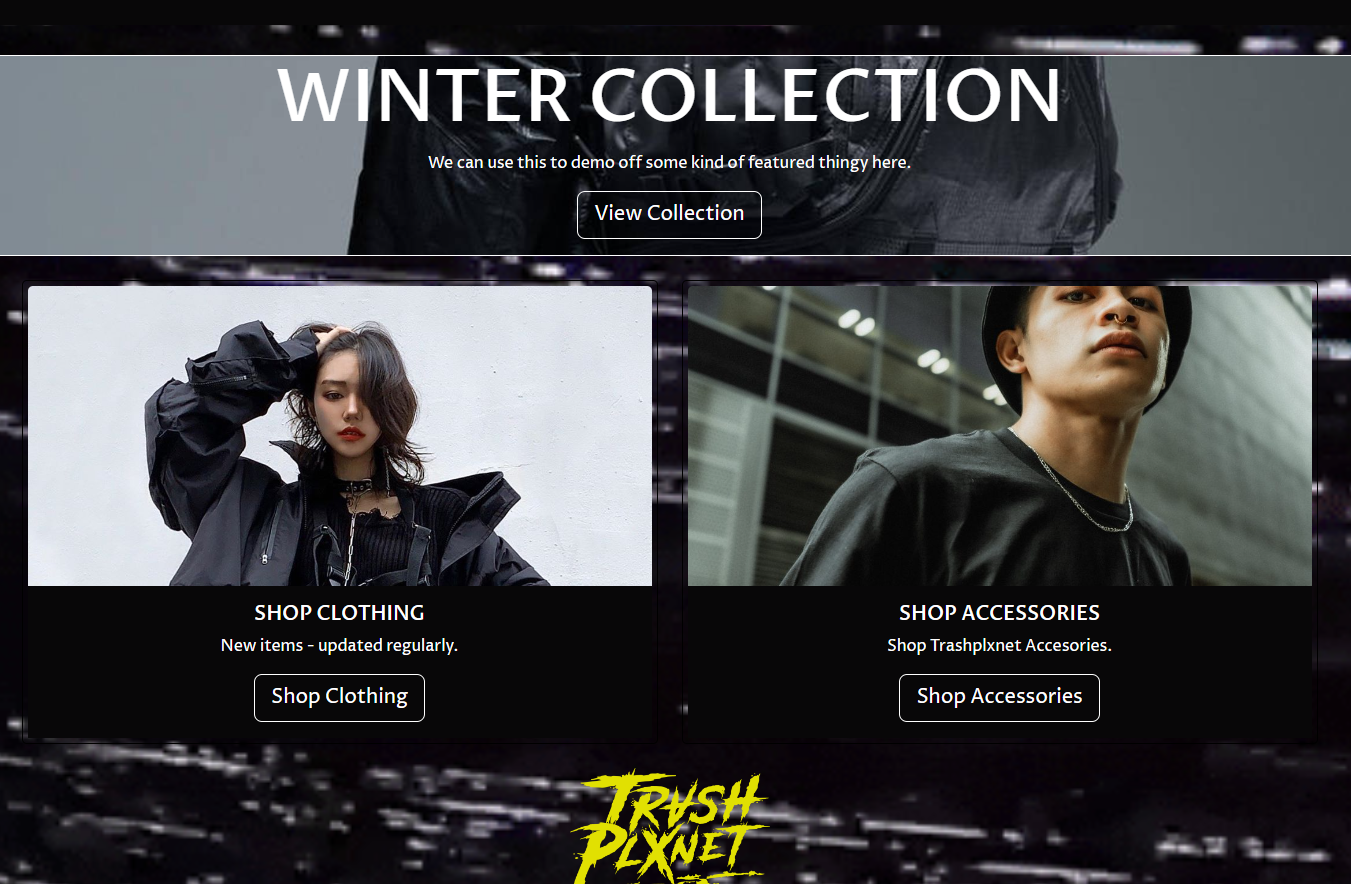 WINTER COLLECTION
We can use this to demo off some kind of featured thingy here.
View Collection
SHOP CLOTHING
New items - updated regularly.
Shop Clothing
SHOP ACCESSORIES
Shop Trashplxnet Accesories.
Shop Accessories
TRASH
PLXNET